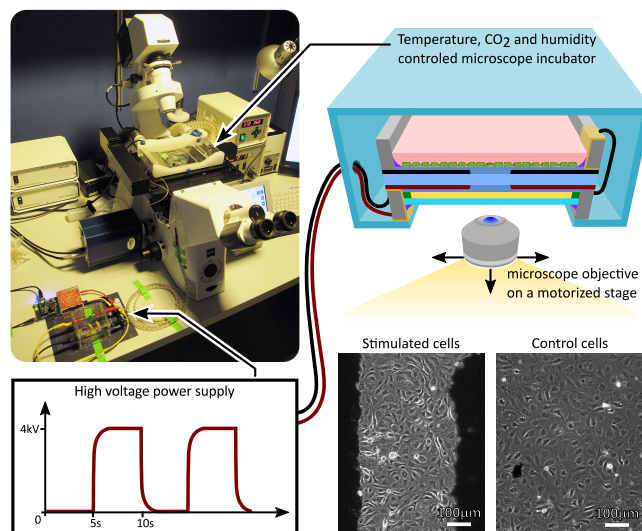 Temperature, CO2 and humidity
controled microscope incubator
microscope objective
on a motorized stage
Stimulated cells
Control cells
100µm
100µm
High voltage power supply
4kV
0
5s
10s